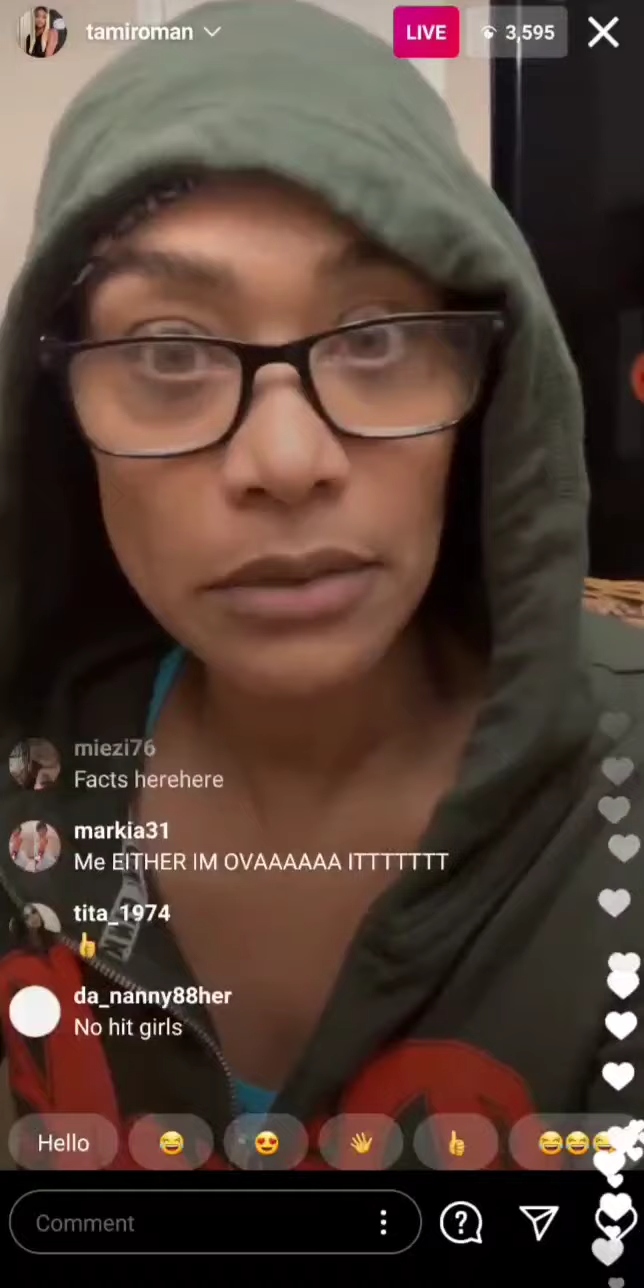 tamiroman
LIVE
3,595
miezi76
Facts herehere
markia31
Me EITHER IM OVAAAAAA ITTTTTTT
tita_1974
👍
da_nanny88her
No hit girls
Hello 😂 😍 👋 👍 😂😂😂
Comment